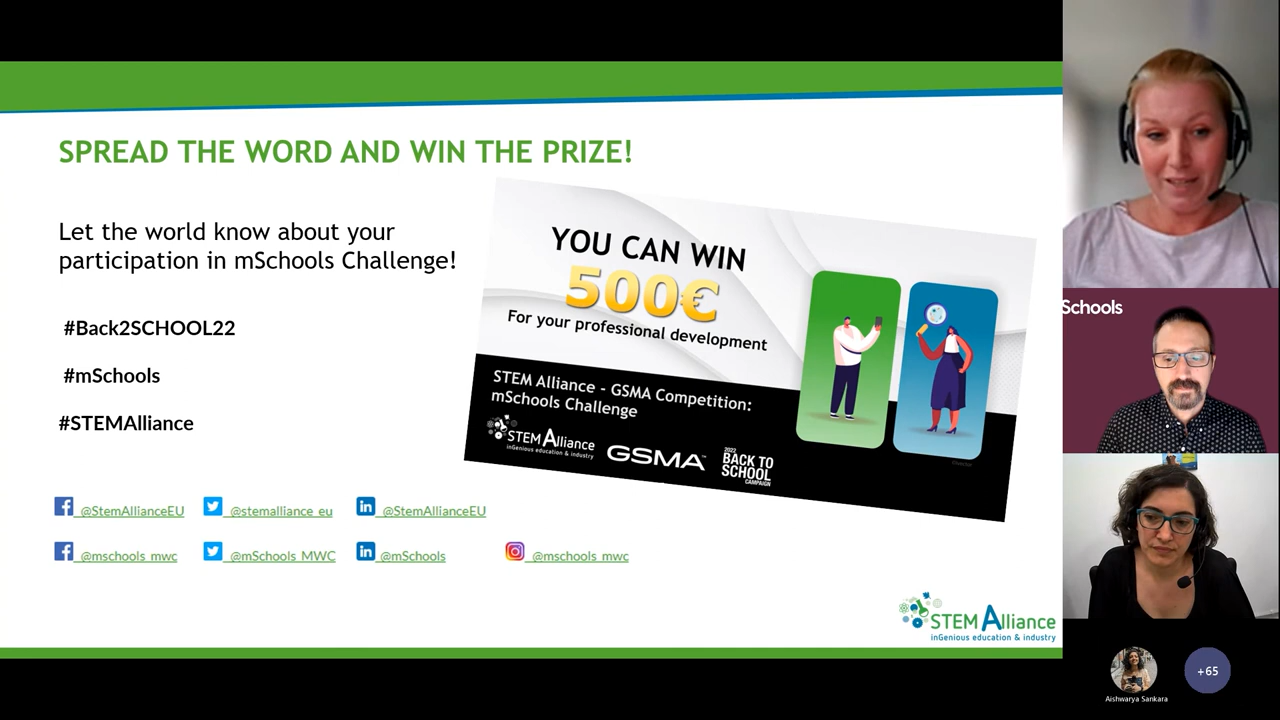 SPREAD THE WORD AND WIN THE PRIZE!
Let the world know about your
participation in mSchools Challenge!
#Back2SCHOOL22
#mSchools
#STEMAlliance
YOU CAN WIN
500€
For your professional development
STEM Alliance - GSMA Competition:
mSchools Challenge
STEM Alliance
inGenious education & industry
GSMA™
2022
BACK TO
SCHOOL
CAMPAIGN
@StemAllianceEU @stemalliance_eu @StemAllianceEU
@mschools_mwc @mSchools_MWC @mSchools @mschools_mwc
STEM Alliance
inGenious education & industry
Schools
Aishwarya Sankara
+65